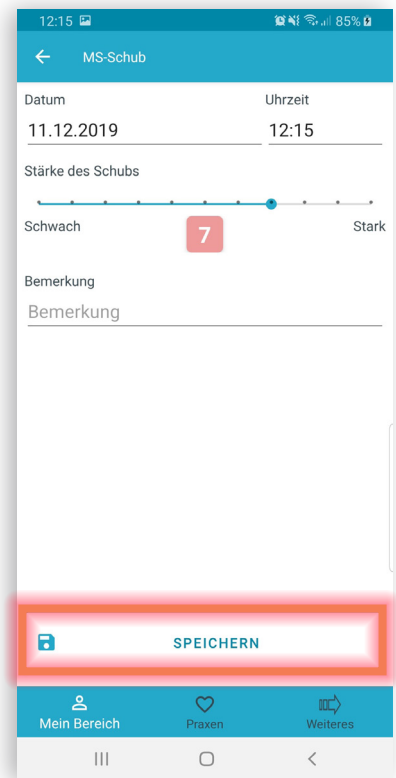 12:15 85%
MS-Schub
Datum Uhrzeit
11.12.2019 12:15
Stärke des Schubs
Schwach 7 Stark
Bemerkung
Bemerkung
SPEICHERN
Mein Bereich Praxen Weiteres